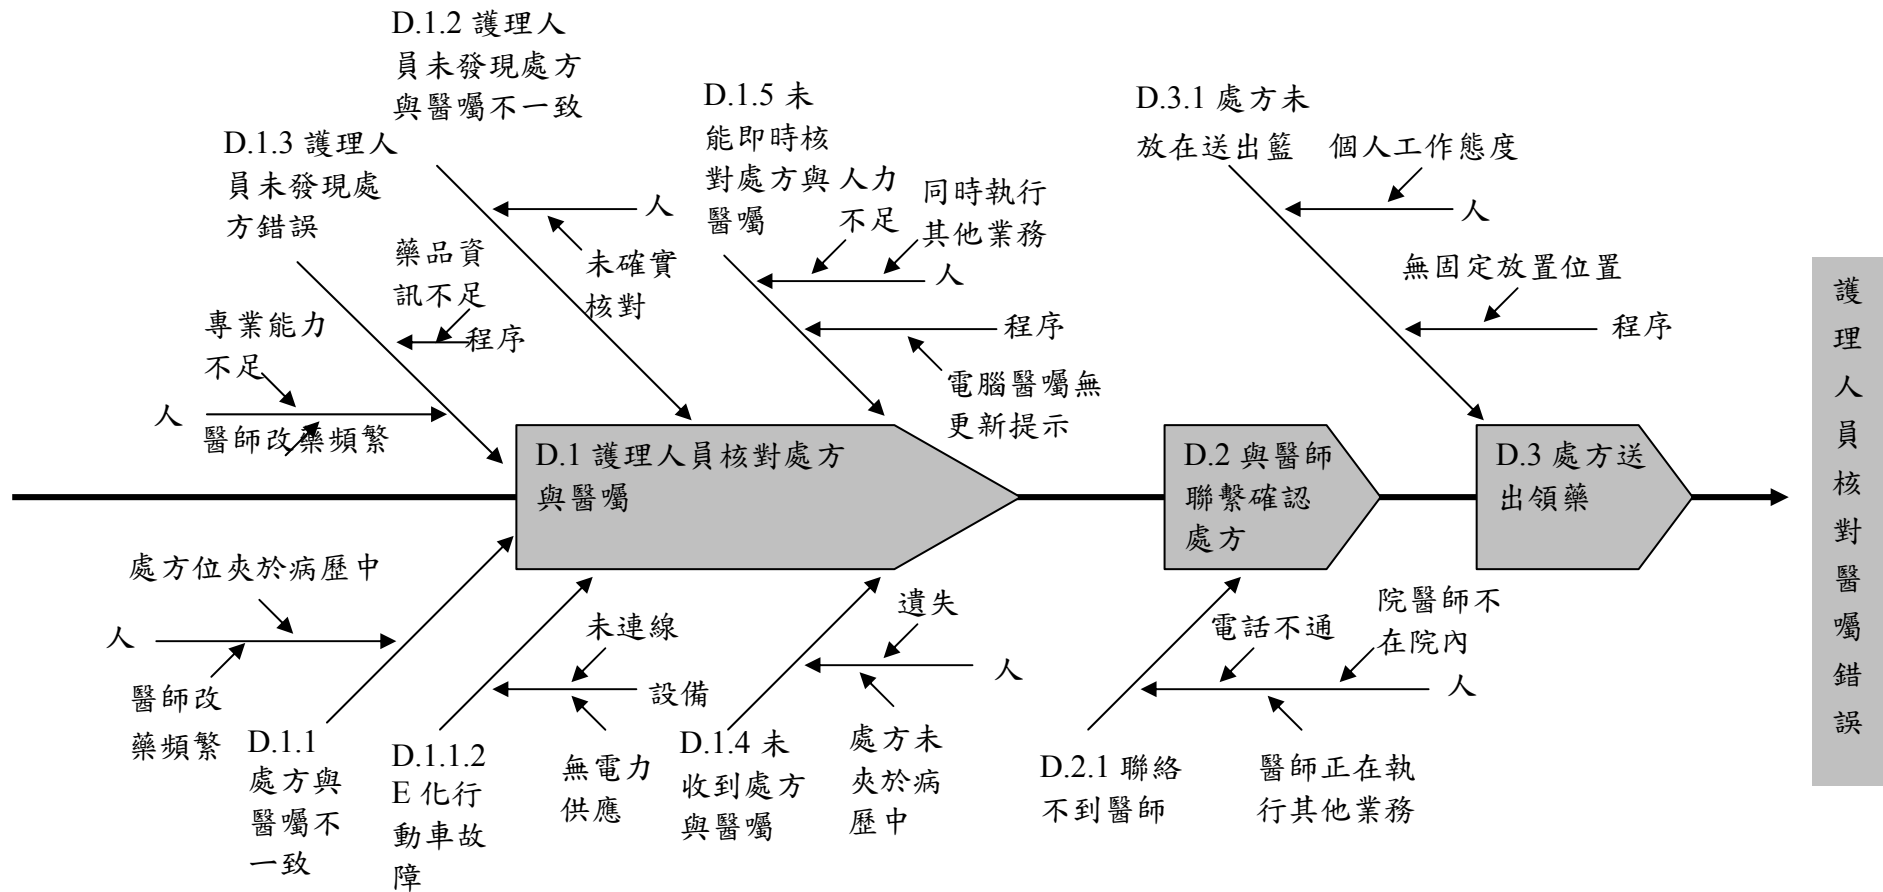 D.1.2 護理人
員未發現處方
與醫囑不一致
D.1.3 護理人
員未發現處
方錯誤
D.1.5 未
能即時核
對處方與
醫囑
人力
不足
同時執行
其他業務
人
程序
電腦醫囑無
更新提示
D.3.1 處方未
放在送出籃
個人工作態度
人
無固定放置位置
程序
人
未確實
核對
藥品資
訊不足
程序
專業能力
不足
人
醫師改藥頻繁
D.1 護理人員核對處方
與醫囑
D.2 與醫師
聯繫確認
處方
D.3 處方送
出領藥
護
理
人
員
核
對
醫
囑
錯
誤
處方位夾於病歷中
人
醫師改
藥頻繁
D.1.1
處方與
醫囑不
一致
未連線
設備
無電力
供應
D.1.1.2
E 化行
動車故
障
遺失
人
處方未
夾於病
歷中
D.1.4 未
收到處方
與醫囑
電話不通
院醫師不
在院內
人
醫師正在執
行其他業務
D.2.1 聯絡
不到醫師